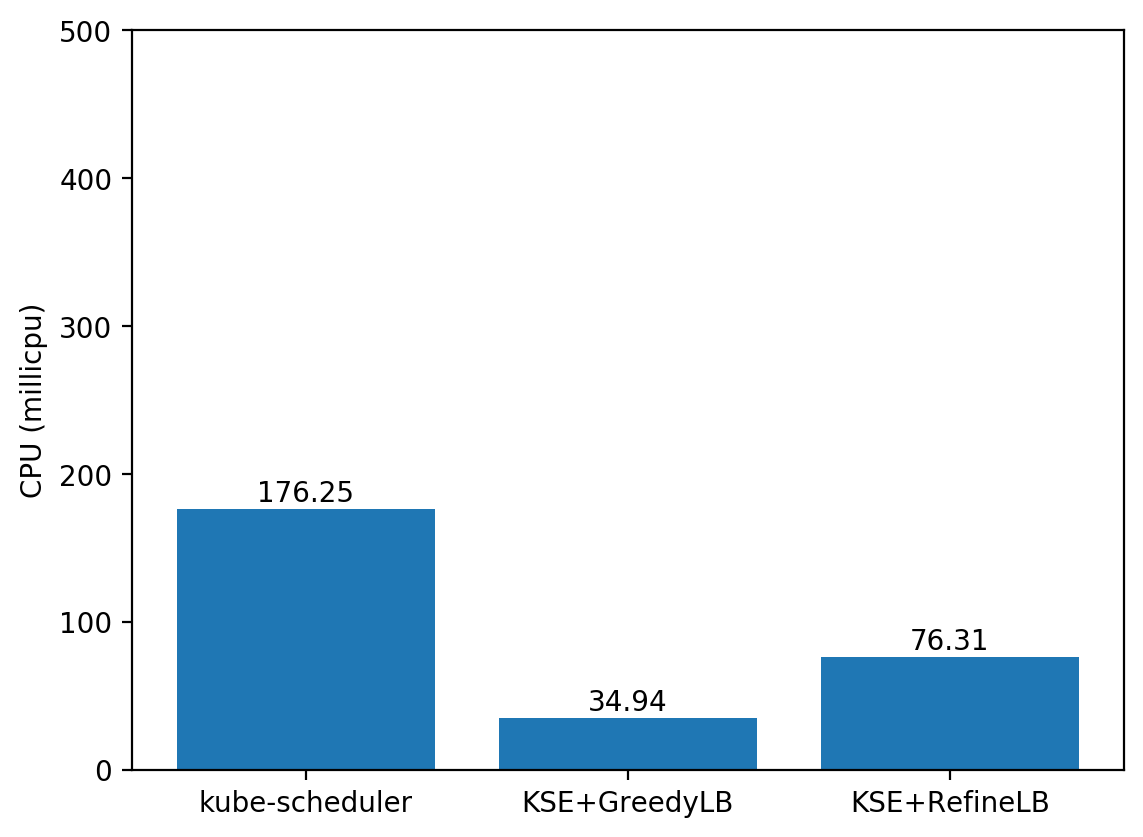 500
400
300
200
100
0
CPU (millicpu)
176.25
34.94
76.31
kube-scheduler
KSE+GreedyLB
KSE+RefineLB